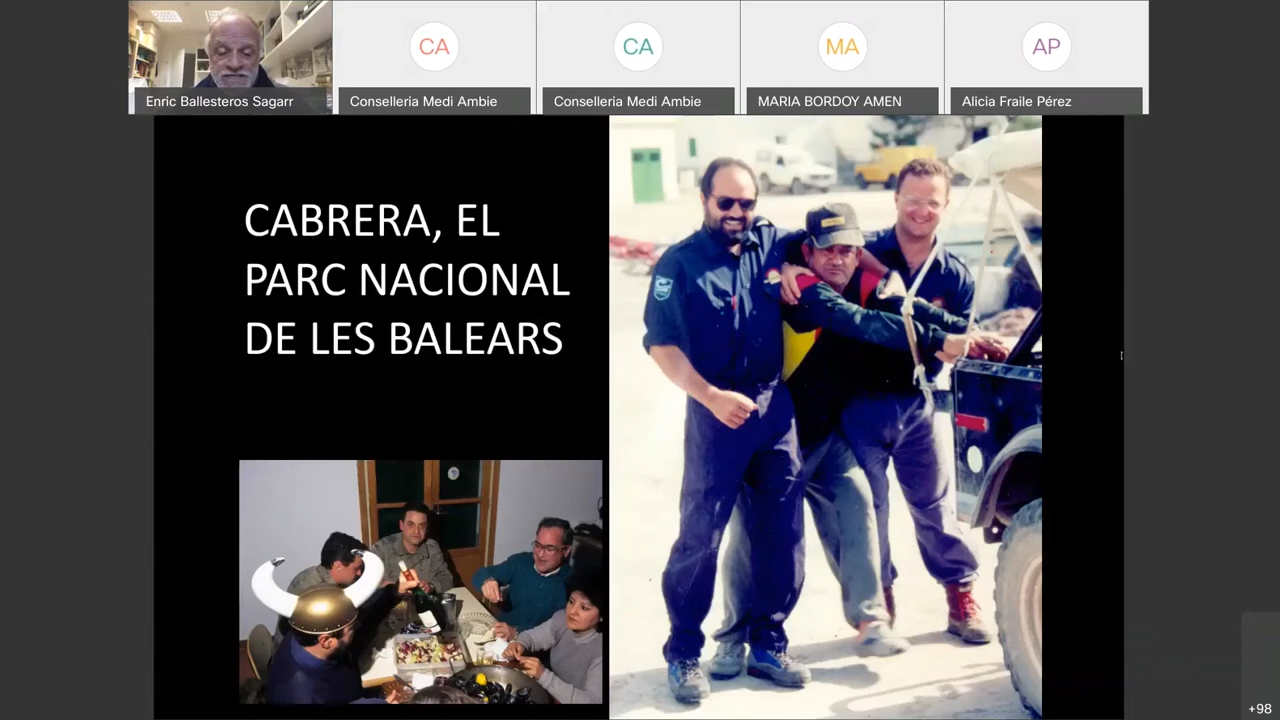 Enric Ballesteros Sagarr
Conselleria Medi Ambie
Conselleria Medi Ambie
MARIA BORDOY AMEN
Alicia Fraile Pérez
CA
CA
MA
AP
CABRERA, EL
PARC NACIONAL
DE LES BALEARS
+98